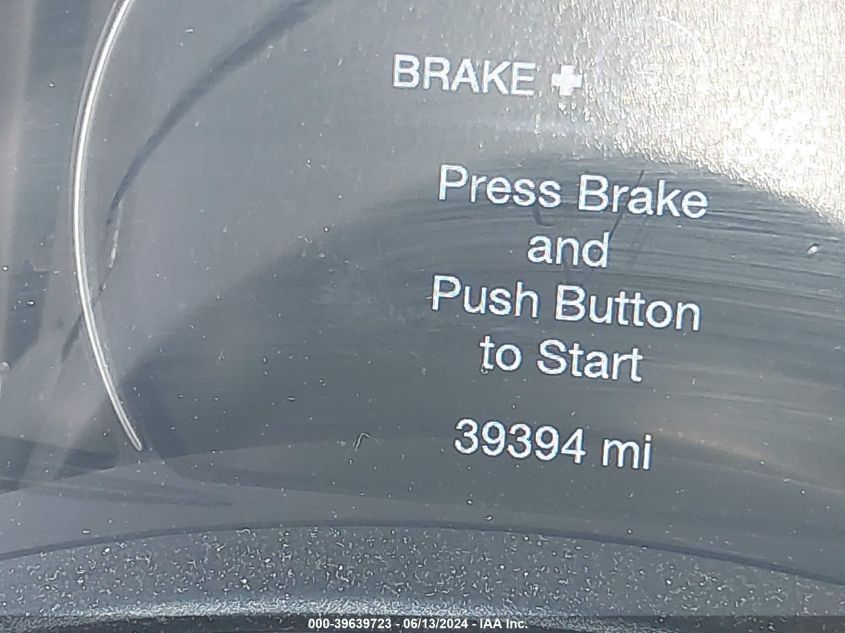 BRAKE
Press Brake
and
Push Button
to Start
39394 mi
000-39639723 - 06/13/2024 - IAA Inc.